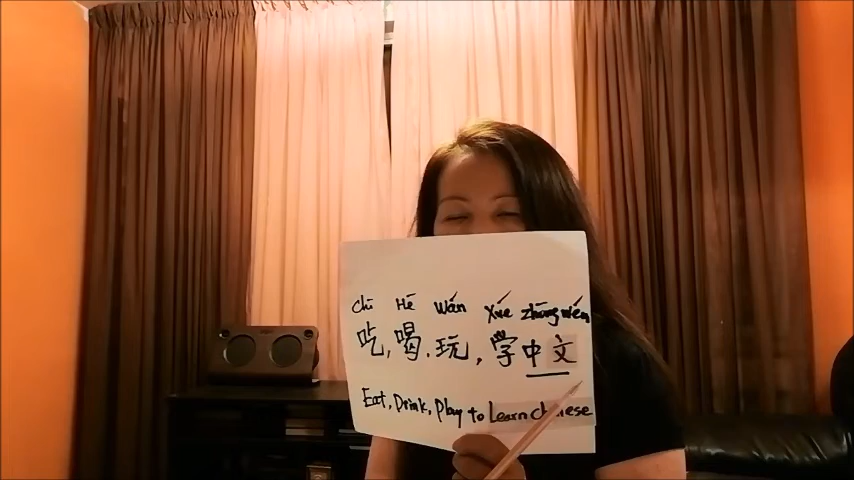 Chī Hē Wán Xué zhōngwén
吃,喝.玩,学中文
Eat, Drink, Play to Learn chinese